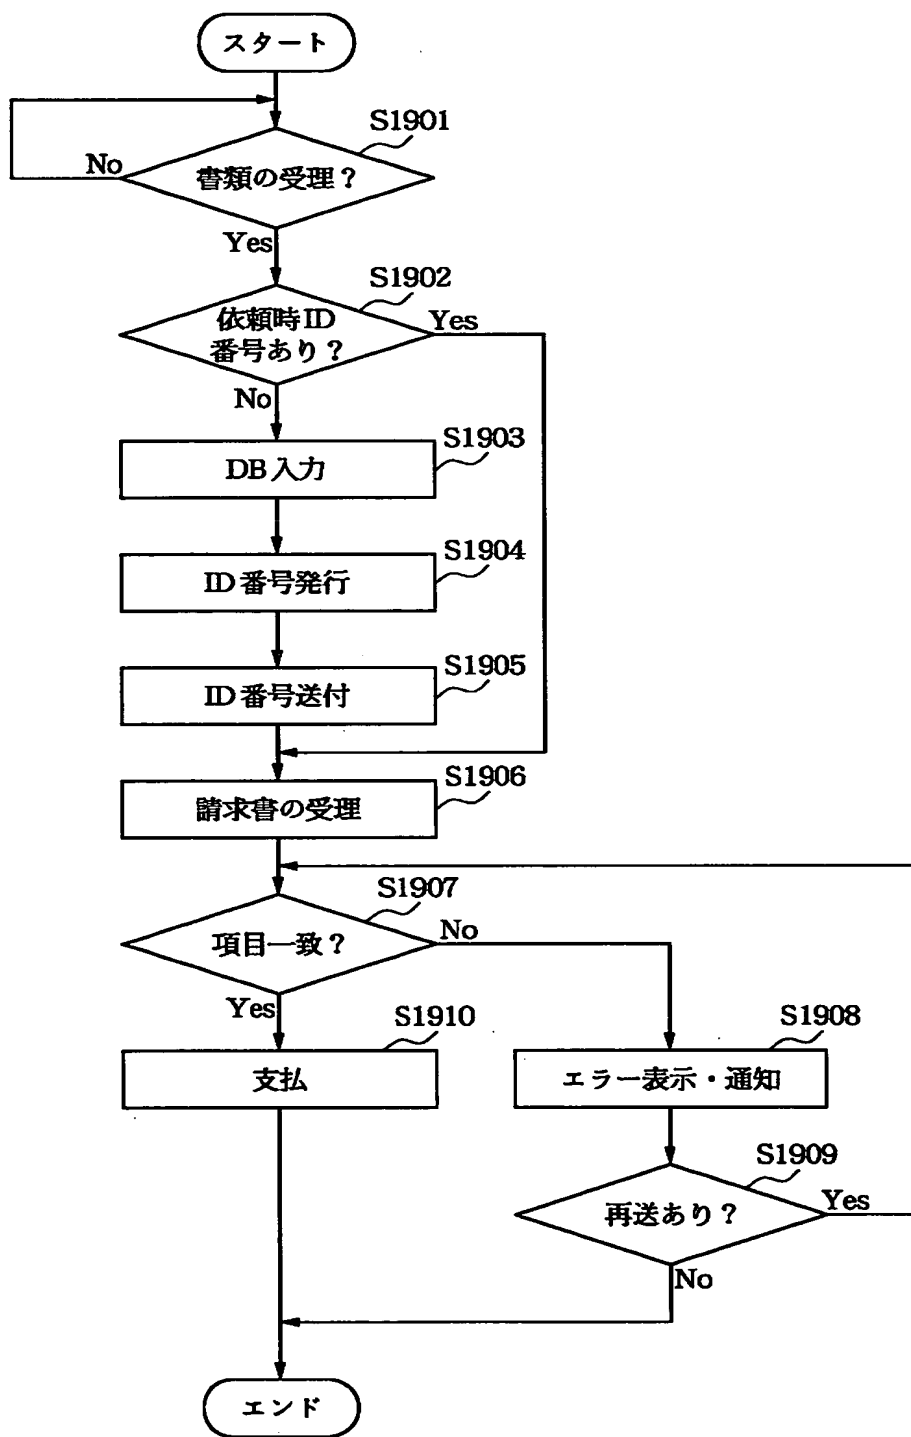 スタート
S1901
No
書類の受理？
Yes
S1902
依頼時ID
番号あり？
Yes
No
S1903
DB入力
S1904
ID番号発行
S1905
ID番号送付
S1906
請求書の受理
S1907
項目一致？
No
Yes
S1910
支払
S1908
エラー表示・通知
S1909
再送あり？
Yes
No
エンド